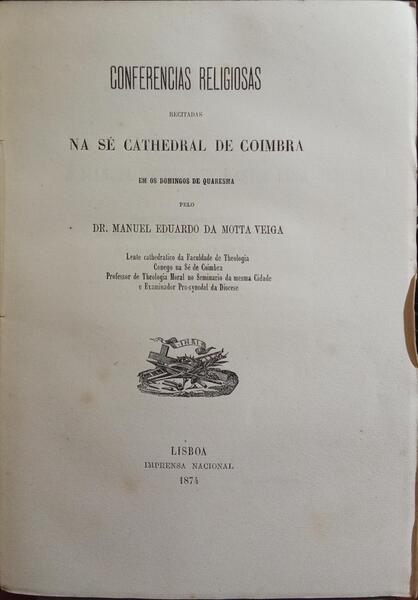 CONFERENCIAS RELIGIOSAS
RECITADAS
NA SÉ CATHEDRAL DE COIMBRA
EM OS DOMINGOS DE QUARESMA
PELO
DR. MANUEL EDUARDO DA MOTTA VEIGA
Lente cathedratico da Faculdade de Theologia
Conego na Sé de Coimbra
Professor de Theologia Moral no Seminario da mesma Cidade
e Examinador Pro-synodal da Diocese
LISBOA
IMPRENSA NACIONAL
1874